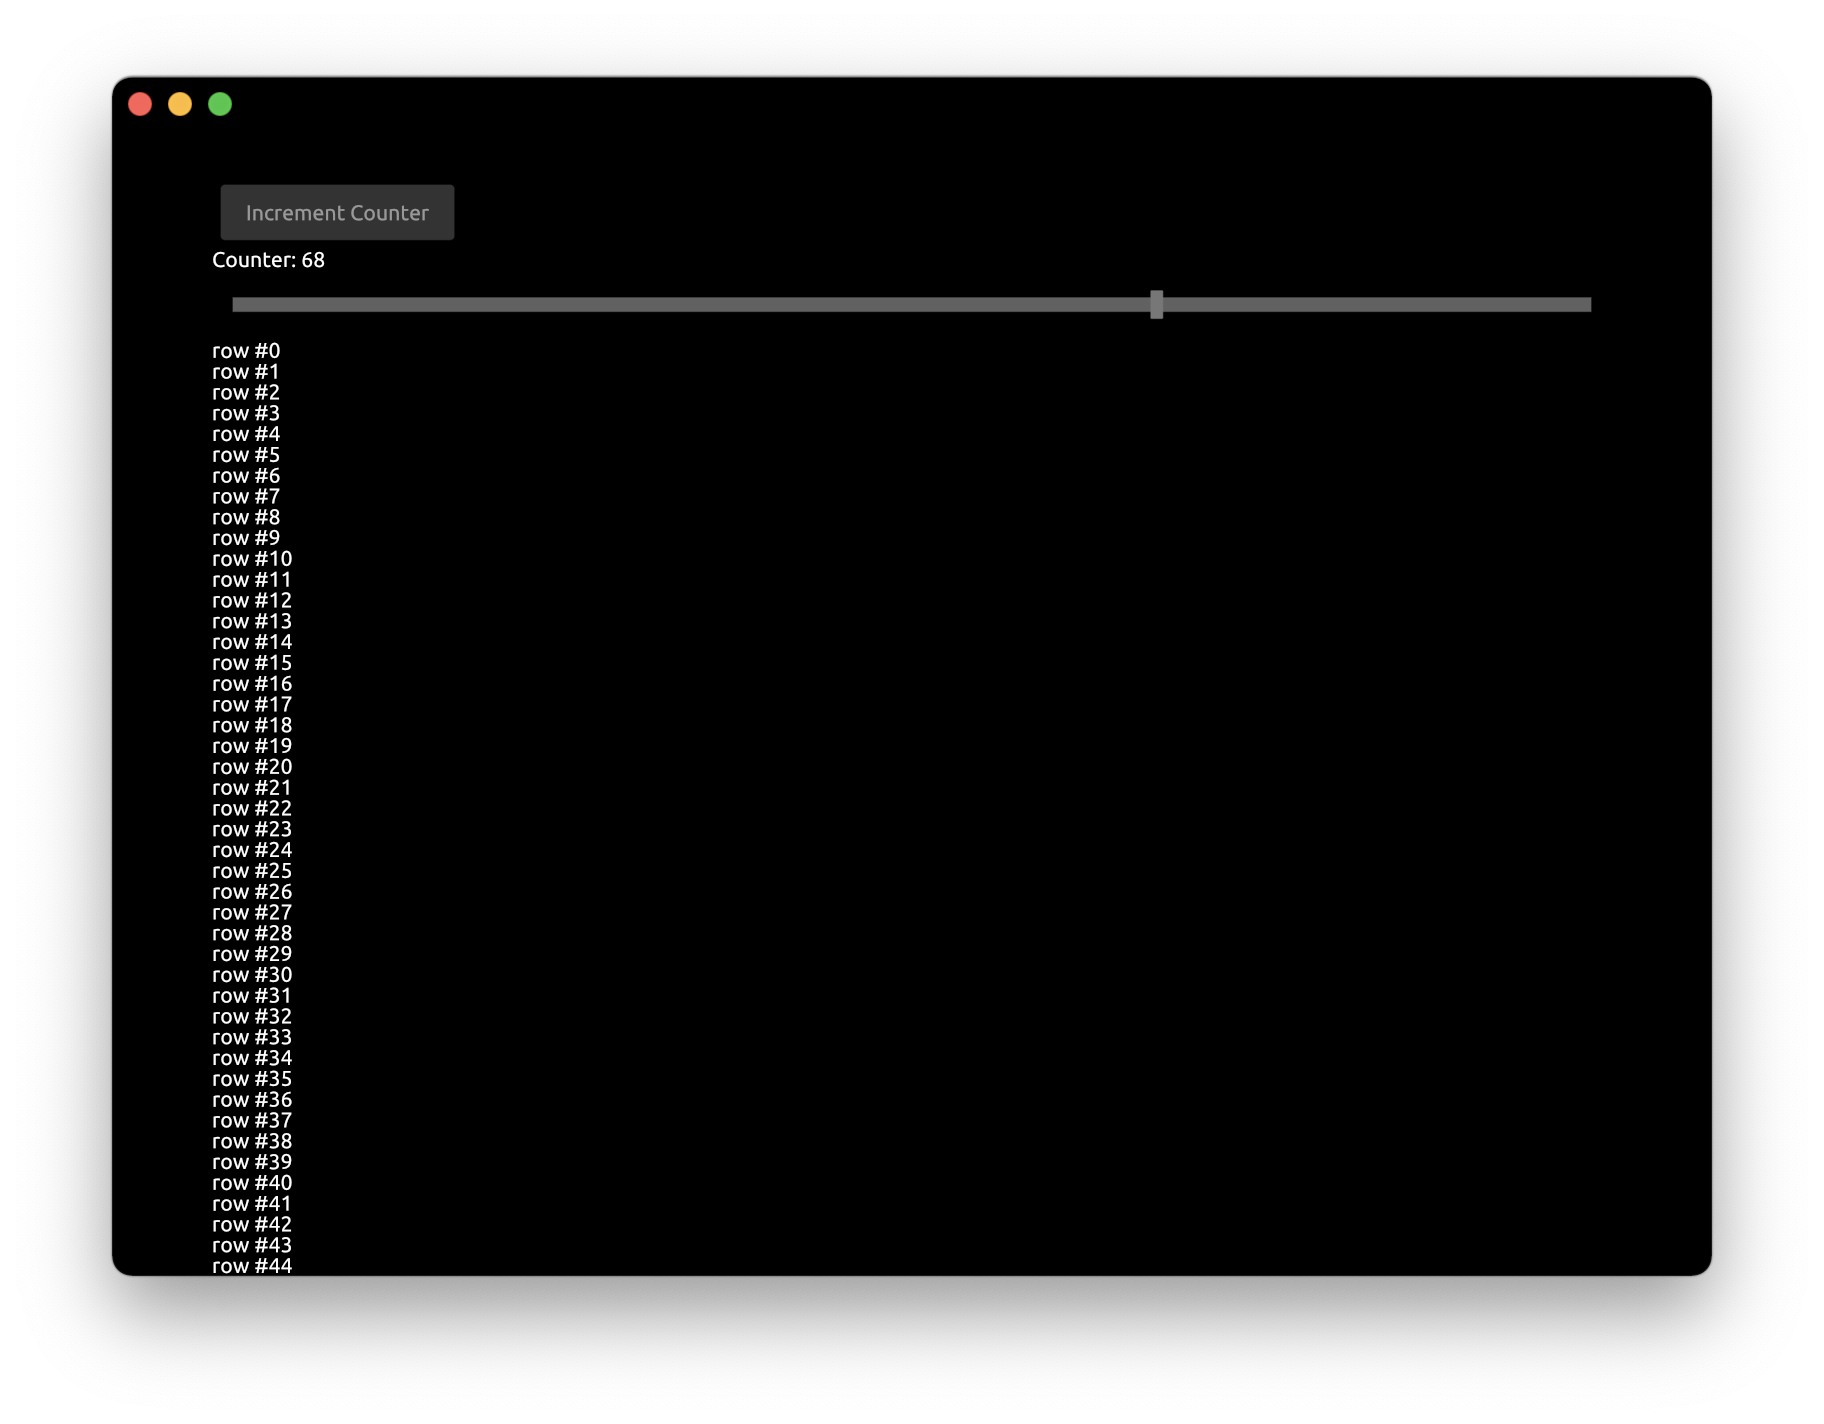 Increment Counter
Counter: 68
row #0
row #1
row #2
row #3
row #4
row #5
row #6
row #7
row #8
row #9
row #10
row #11
row #12
row #13
row #14
row #15
row #16
row #17
row #18
row #19
row #20
row #21
row #22
row #23
row #24
row #25
row #26
row #27
row #28
row #29
row #30
row #31
row #32
row #33
row #34
row #35
row #36
row #37
row #38
row #39
row #40
row #41
row #42
row #43
row #44